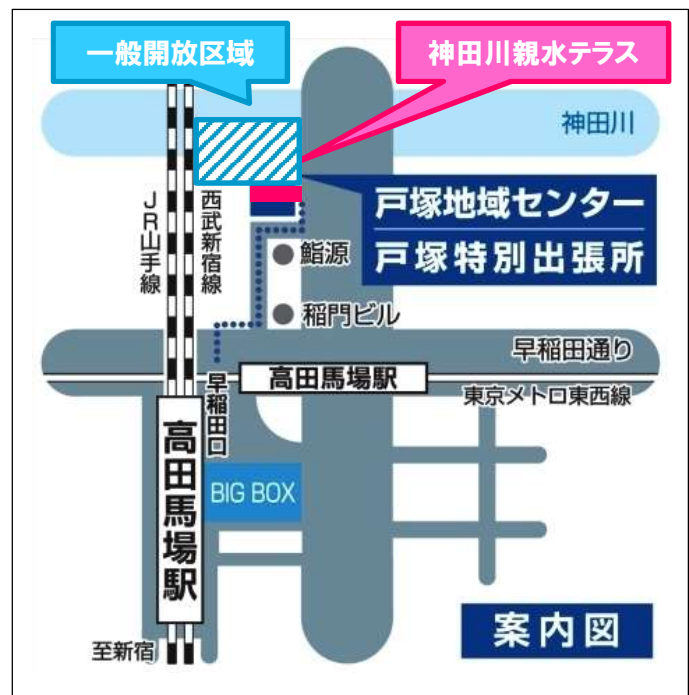 一般開放区域
神田川親水テラス
神田川
戸塚地域センター
戸塚特別出張所
JR山手線
西武新宿線
鮨源
稲門ビル
早稲田通り
高田馬場駅
東京メトロ東西線
早稲田口
高田馬場駅
BIG BOX
案内図
至新宿